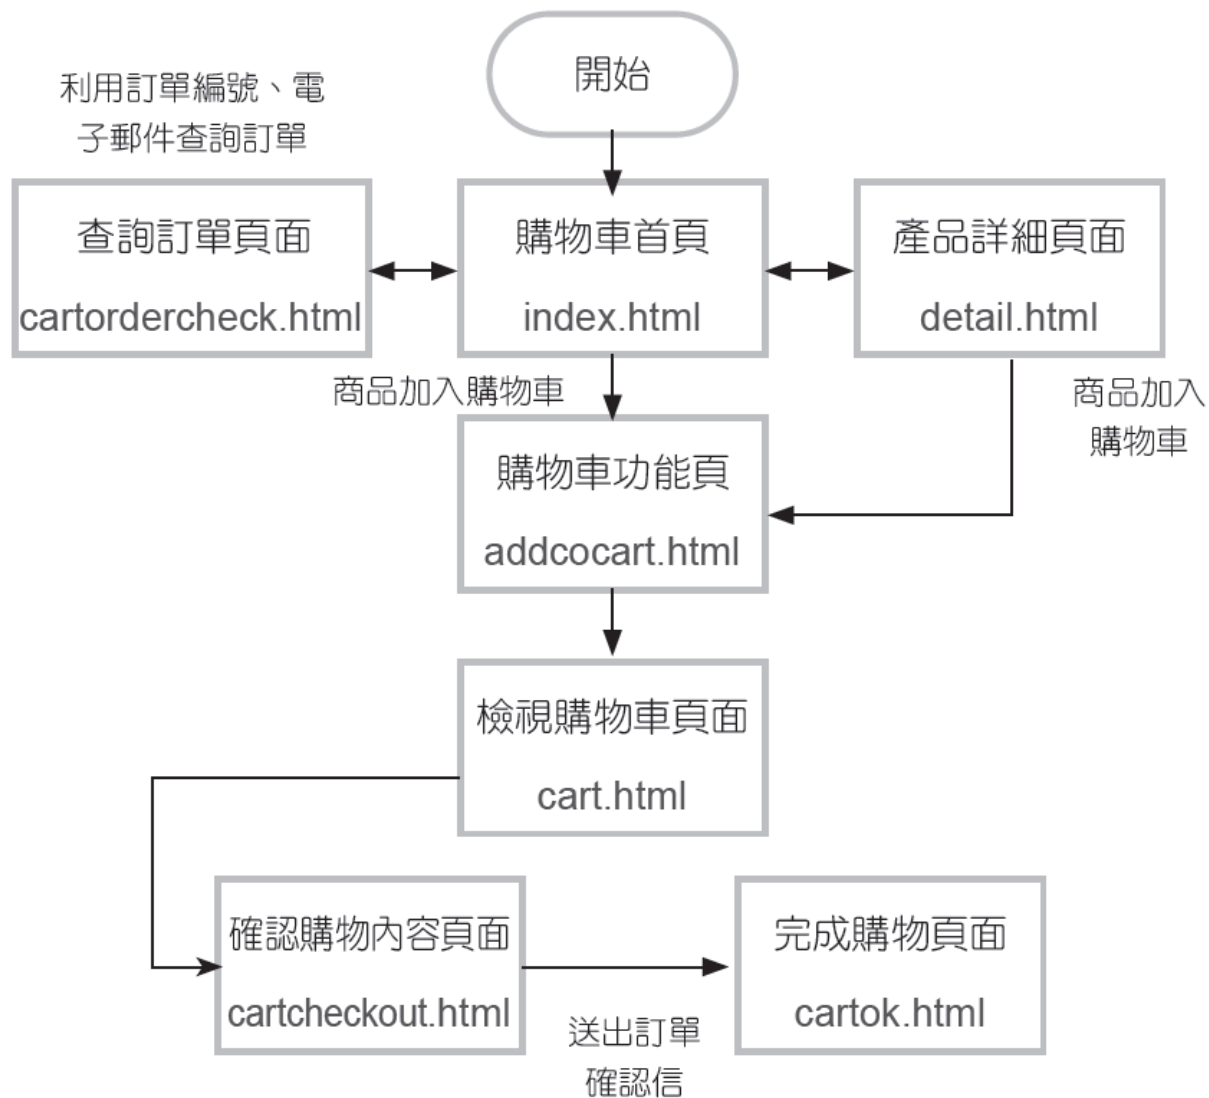 開始
利用訂單編號、電
子郵件查詢訂單
查詢訂單頁面
cartordercheck.html
購物車首頁
index.html
產品詳細頁面
detail.html
商品加入購物車
商品加入
購物車
購物車功能頁
addcocart.html
檢視購物車頁面
cart.html
確認購物內容頁面
cartcheckout.html
送出訂單
確認信
完成購物頁面
cartok.html